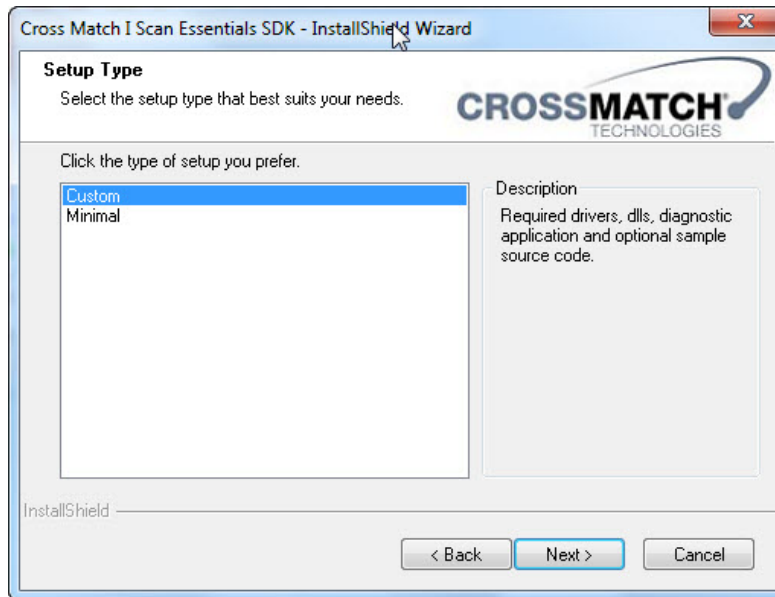 Cross Match I Scan Essentials SDK - InstallShield Wizard
Setup Type
Select the setup type that best suits your needs.
CROSSMATCH
TECHNOLOGIES
Click the type of setup you prefer.
Custom
Minimal
Description
Required drivers, dlls, diagnostic
application and optional sample
source code.
InstallShield
< Back
Next >
Cancel